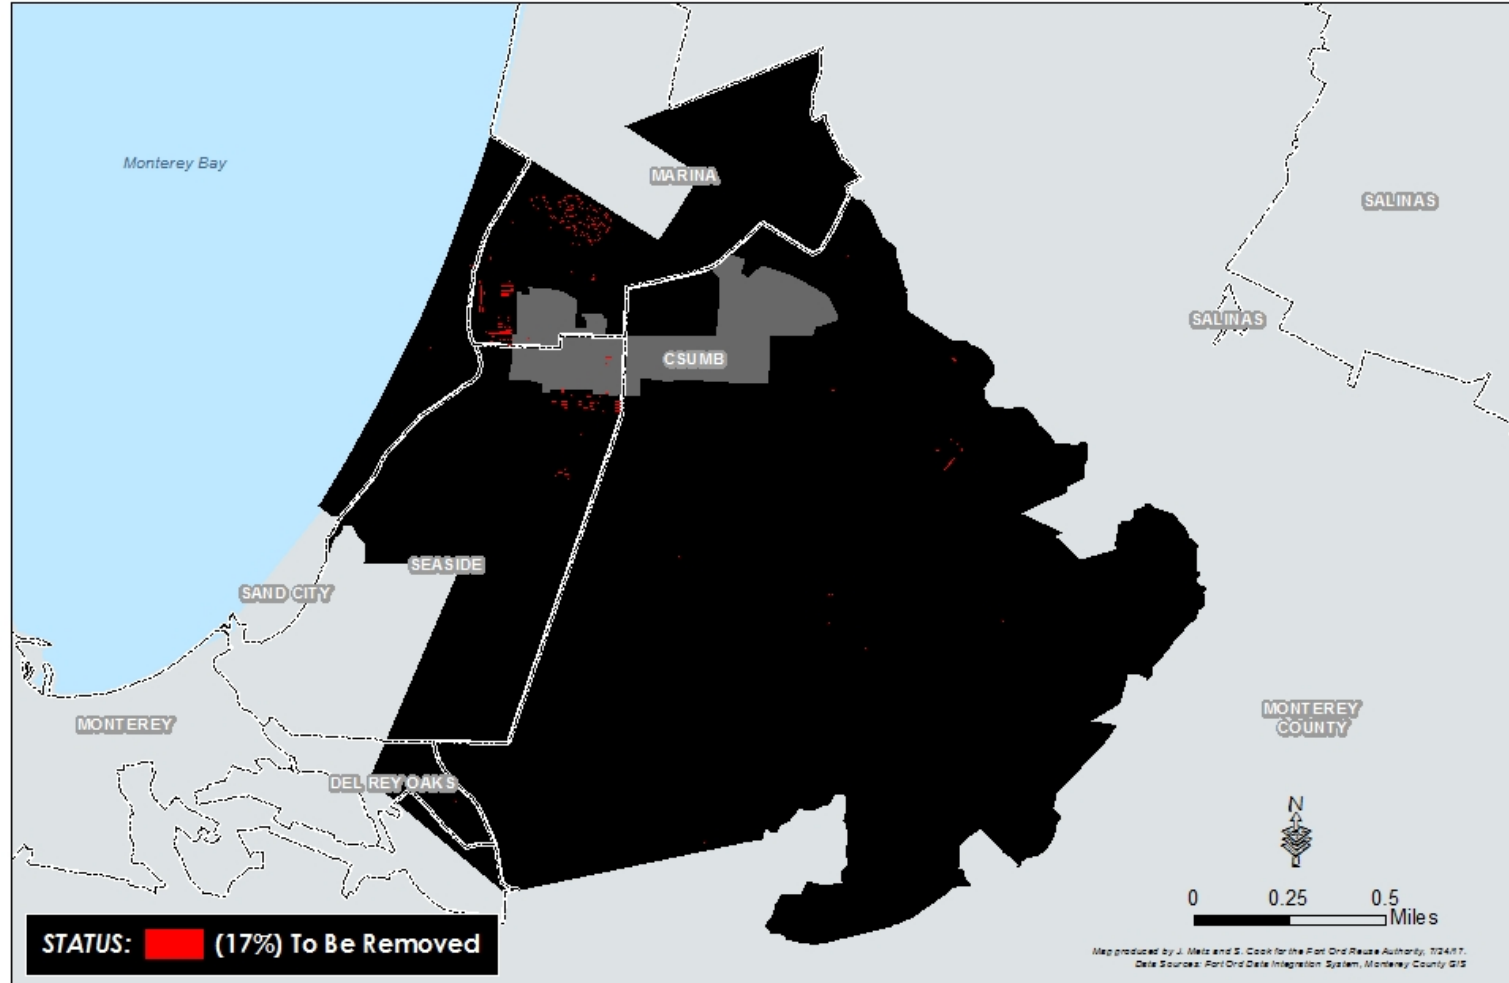 Monterey Bay
MARINA
SALINAS
SALINAS
CSUMB
SEASIDE
SAND CITY
MONTEREY
MONTEREY
COUNTY
DEL REY OAKS
N
0 0.25 0.5
Miles
STATUS: (17%) To Be Removed
Map produced by J. Metz and S. Cook for the Fort Ord Reuse Authority, 7/24/17.
Data Sources: Fort Ord Data Integration System, Monterey County GIS